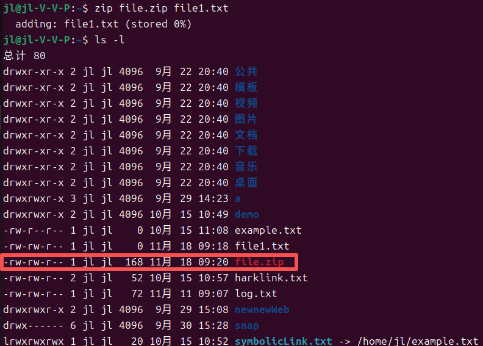 jl@jl-V-V-P:~$ zip file.zip file1.txt
  adding: file1.txt (stored 0%)
jl@jl-V-V-P:~$ ls -l
总计 80
drwxr-xr-x 2 jl jl 4096  9月 22 20:40 公共
drwxr-xr-x 2 jl jl 4096  9月 22 20:40 模板
drwxr-xr-x 2 jl jl 4096  9月 22 20:40 视频
drwxr-xr-x 2 jl jl 4096  9月 22 20:40 图片
drwxr-xr-x 2 jl jl 4096  9月 22 20:40 文档
drwxr-xr-x 2 jl jl 4096  9月 22 20:40 下载
drwxr-xr-x 2 jl jl 4096  9月 22 20:40 音乐
drwxr-xr-x 2 jl jl 4096  9月 22 20:40 桌面
drwxrwxr-x 3 jl jl 4096  9月 29 14:23 a
drwxrwxr-x 2 jl jl 4096 10月 15 10:49 demo
-rw-r--r-- 1 jl jl    0 10月 15 11:08 example.txt
-rw-rw-r-- 1 jl jl    0 11月 18 09:18 file1.txt
-rw-rw-r-- 1 jl jl  168 11月 18 09:20 file.zip
-rw-rw-r-- 2 jl jl   52 10月 15 10:57 harklink.txt
-rw-rw-r-- 1 jl jl   72 11月 11 09:07 log.txt
drwxrwxr-x 4 jl jl 4096  9月 29 15:08 newnewWeb
drwx------ 6 jl jl 4096  9月 30 15:28 snap
lrwxrwxrwx 1 jl jl   20 10月 15 10:52 symbolicLink.txt -> /home/jl/example.txt